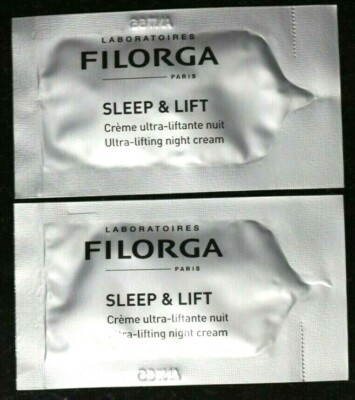 LABORATOIRES
FILORGA
PARIS
SLEEP & LIFT
Crème ultra-liftante nuit
Ultra-lifting night cream
LABORATOIRES
FILORGA
PARIS
SLEEP & LIFT
Crème ultra-liftante nuit
Ultra-lifting night cream